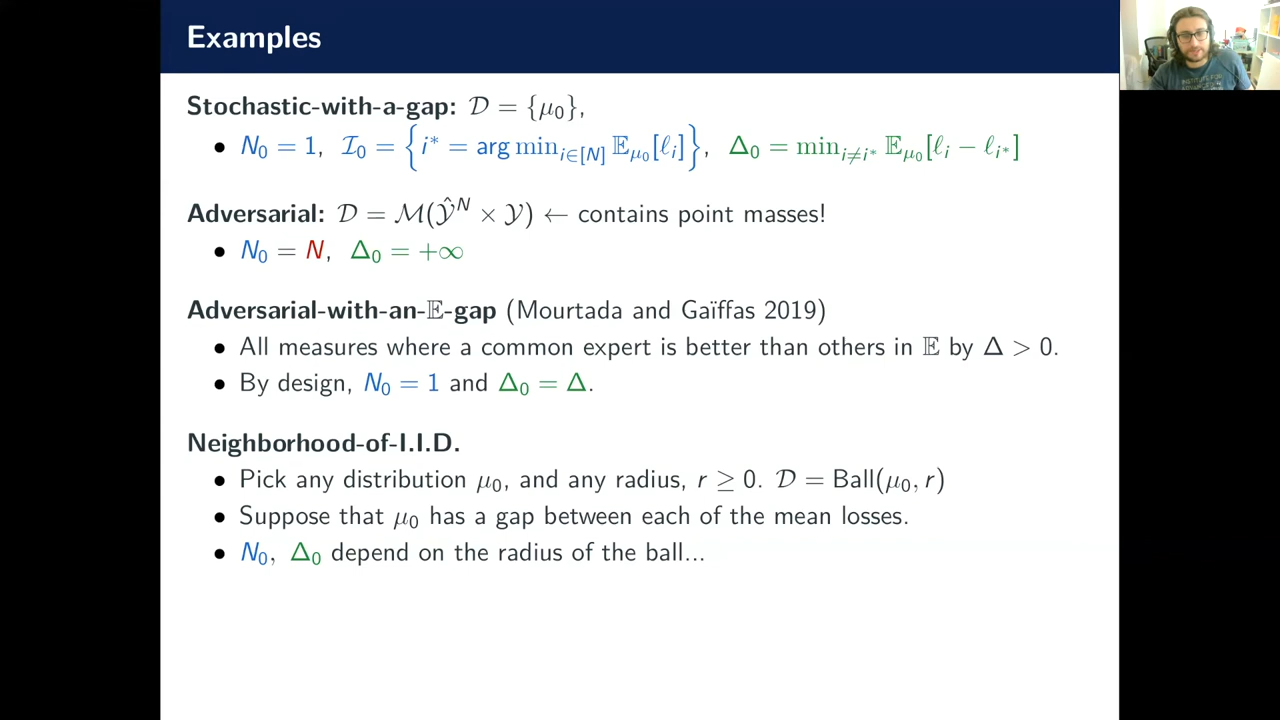 Examples
Stochastic-with-a-gap: 𝒟 = {μ₀},
• N₀ = 1, ℐ₀ = {i* = arg min_{i∈[N]} 𝔼_{μ₀}[ℓ_i]}, Δ₀ = min_{i≠i*} 𝔼_{μ₀}[ℓ_i − ℓ_{i*}]
Adversarial: 𝒟 = ℳ(𝒴̂^N × 𝒴) ← contains point masses!
• N₀ = N, Δ₀ = +∞
Adversarial-with-an-𝔼-gap (Mourtada and Gaïffas 2019)
• All measures where a common expert is better than others in 𝔼 by Δ > 0.
• By design, N₀ = 1 and Δ₀ = Δ.
Neighborhood-of-I.I.D.
• Pick any distribution μ₀, and any radius, r ≥ 0. 𝒟 = Ball(μ₀, r)
• Suppose that μ₀ has a gap between each of the mean losses.
• N₀, Δ₀ depend on the radius of the ball...